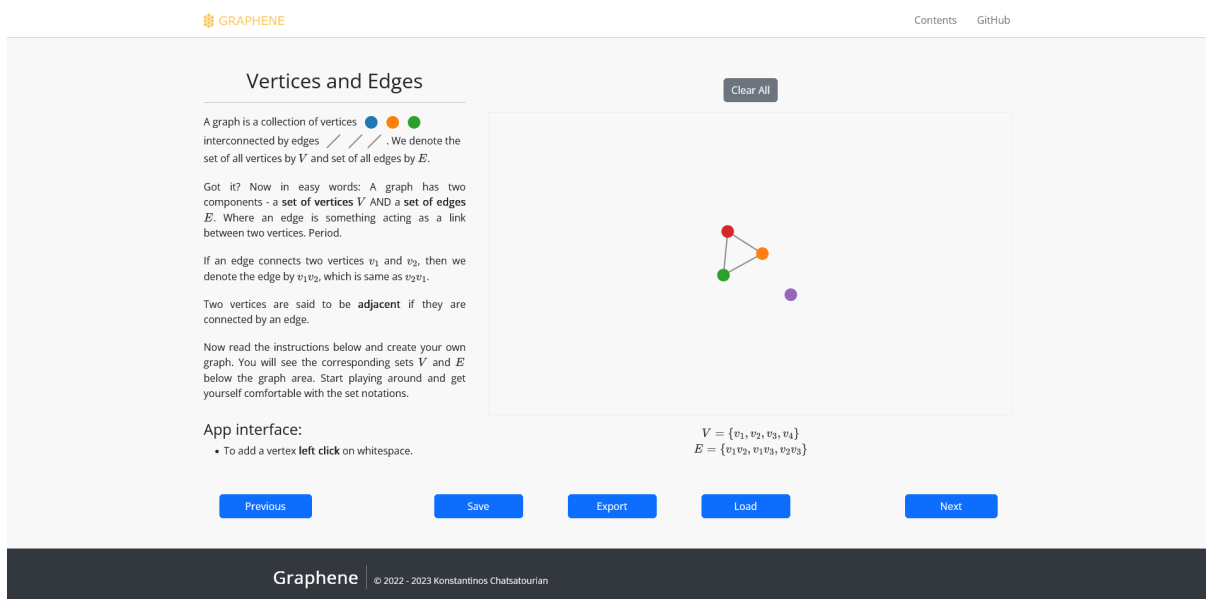 GRAPHENE
Contents GitHub
Vertices and Edges
Clear All
A graph is a collection of vertices
interconnected by edges . We denote the
set of all vertices by V and set of all edges by E.
Got it? Now in easy words: A graph has two
components - a set of vertices V AND a set of edges
E. Where an edge is something acting as a link
between two vertices. Period.
If an edge connects two vertices v₁ and v₂, then we
denote the edge by v₁v₂, which is same as v₂v₁.
Two vertices are said to be adjacent if they are
connected by an edge.
Now read the instructions below and create your own
graph. You will see the corresponding sets V and E
below the graph area. Start playing around and get
yourself comfortable with the set notations.
App interface:
• To add a vertex left click on whitespace.
V = {v₁, v₂, v₃, v₄}
E = {v₁v₂, v₁v₃, v₂v₃}
Previous Save Export Load Next
Graphene © 2022 - 2023 Konstantinos Chatsatourian